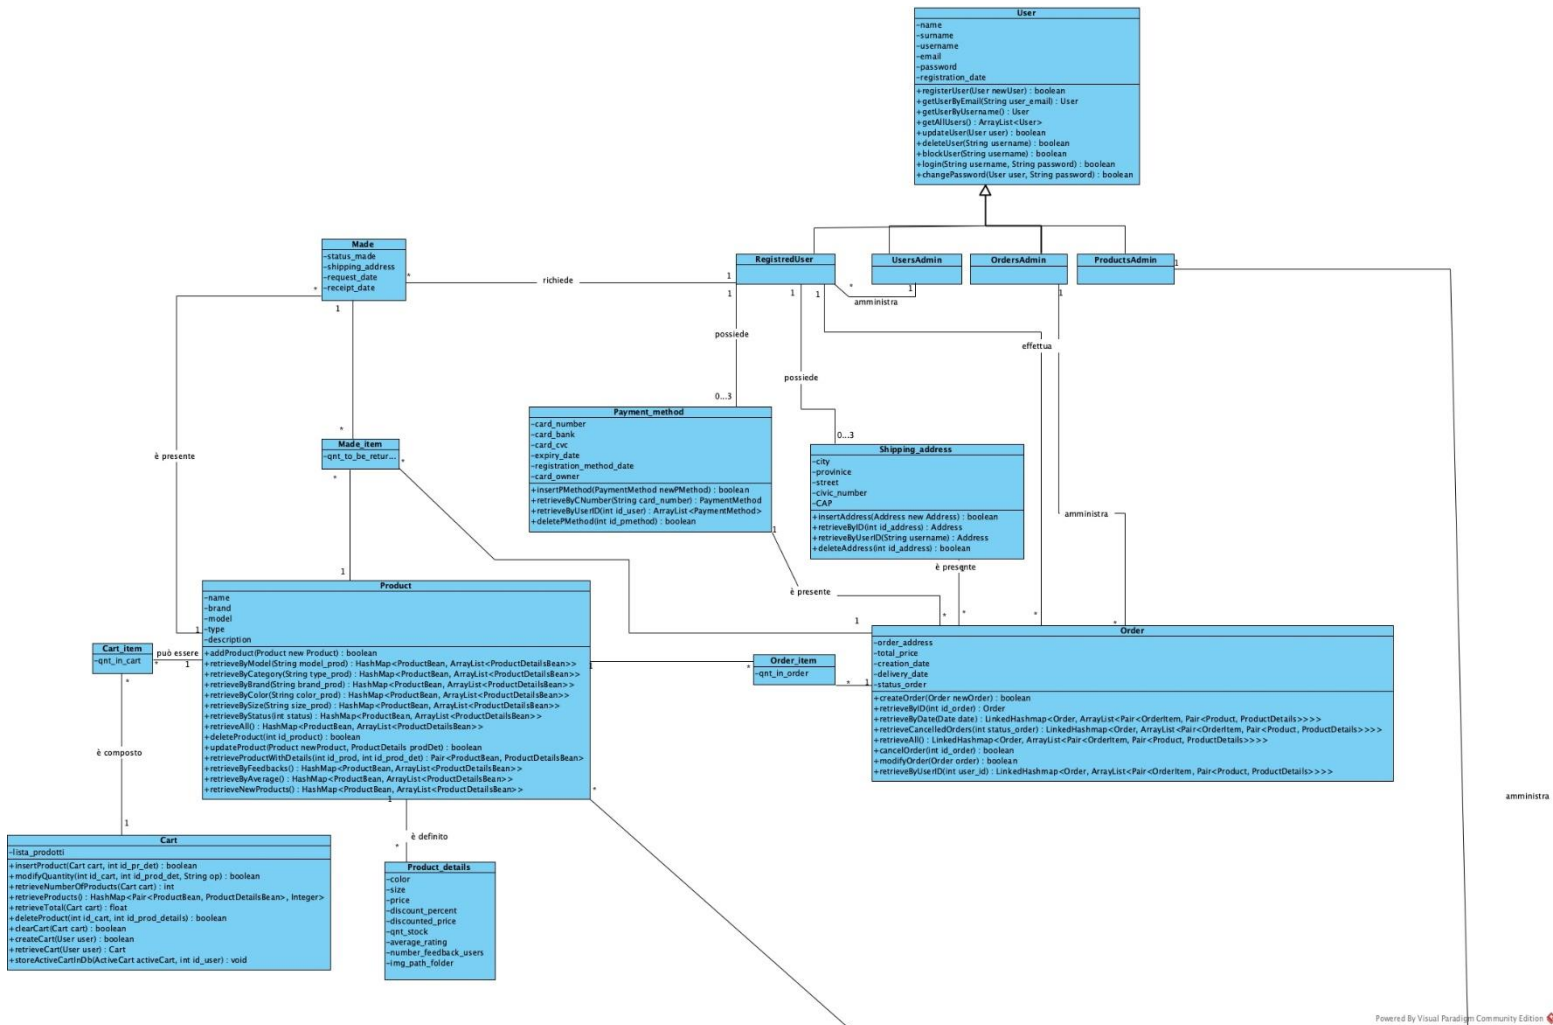 User
-name
-surname
-username
-email
-password
-registration_date
+registerUser(User newUser) : boolean
+getUserByEmail(String user_email) : User
+getUserByUsername() : User
+getAllUsers() : ArrayList<User>
+updateUser(User user) : boolean
+deleteUser(String username) : boolean
+blockUser(String username) : boolean
+login(String username, String password) : boolean
+changePassword(User user, String password) : boolean
Made
-status_made
-shipping_address
-request_date
-receipt_date
RegistredUser
UsersAdmin
OrdersAdmin
ProductsAdmin
1
*
richiede
1
*
1
1
1
1
*
amministra
1
1
1
possiede
effettua
possiede
0...3
0...3
*
Made_item
-qnt_to_be_retur...
*
*
è presente
Payment_method
-card_number
-card_bank
-card_cvc
-expiry_date
-registration_method_date
-card_owner
+insertPMethod(PaymentMethod newPMethod) : boolean
+retrieveByCNumber(String card_number) : PaymentMethod
+retrieveByUserID(int id_user) : ArrayList<PaymentMethod>
+deletePMethod(int id_pmethod) : boolean
1
Shipping_address
-city
-provinice
-street
-civic_number
-CAP
+insertAddress(Address new Address) : boolean
+retrieveByID(int id_address) : Address
+retrieveByUserID(String username) : Address
+deleteAddress(int id_address) : boolean
amministra
è presente
è presente
1
*
*
*
*
1
Product
-name
-brand
-model
-type
-description
+addProduct(Product new Product) : boolean
+retrieveByModel(String model_prod) : HashMap<ProductBean, ArrayList<ProductDetailsBean>>
+retrieveByCategory(String type_prod) : HashMap<ProductBean, ArrayList<ProductDetailsBean>>
+retrieveByBrand(String brand_prod) : HashMap<ProductBean, ArrayList<ProductDetailsBean>>
+retrieveByColor(String color_prod) : HashMap<ProductBean, ArrayList<ProductDetailsBean>>
+retrieveBySize(String size_prod) : HashMap<ProductBean, ArrayList<ProductDetailsBean>>
+retrieveByStatus(int status) : HashMap<ProductBean, ArrayList<ProductDetailsBean>>
+retrieveAll() : HashMap<ProductBean, ArrayList<ProductDetailsBean>>
+deleteProduct(int id_product) : boolean
+updateProduct(Product newProduct, ProductDetails prodDet) : boolean
+retrieveProductWithDetails(int id_prod, int id_prod_det) : Pair<ProductBean, ProductDetailsBean>
+retrieveByFeedbacks() : HashMap<ProductBean, ArrayList<ProductDetailsBean>>
+retrieveByAverage() : HashMap<ProductBean, ArrayList<ProductDetailsBean>>
+retrieveNewProducts() : HashMap<ProductBean, ArrayList<ProductDetailsBean>>
1
1
*
1
*
Cart_item
-qnt_in_cart
può essere
*
1
*
Order_item
-qnt_in_order
*
1
Order
-order_address
-total_price
-creation_date
-delivery_date
-status_order
+createOrder(Order newOrder) : boolean
+retrieveByID(int id_order) : Order
+retrieveByDate(Date date) : LinkedHashmap<Order, ArrayList<Pair<OrderItem, Pair<Product, ProductDetails>>>>
+retrieveCancelledOrders(int status_order) : LinkedHashmap<Order, ArrayList<Pair<OrderItem, Pair<Product, ProductDetails>>>>
+retrieveAll() : LinkedHashmap<Order, ArrayList<Pair<OrderItem, Pair<Product, ProductDetails>>>>
+cancelOrder(int id_order) : boolean
+modifyOrder(Order order) : boolean
+retrieveByUserID(int user_id) : LinkedHashmap<Order, ArrayList<Pair<OrderItem, Pair<Product, ProductDetails>>>>
è composto
1
amministra
è definito
*
Cart
-lista_prodotti
+insertProduct(Cart cart, int id_pr_det) : boolean
+modifyQuantity(int id_cart, int id_prod_det, String op) : boolean
+retrieveNumberOfProducts(Cart cart) : int
+retrieveProducts() : HashMap<Pair<ProductBean, ProductDetailsBean>, Integer>
+retrieveTotal(Cart cart) : float
+deleteProduct(int id_cart, int id_prod_details) : boolean
+clearCart(Cart cart) : boolean
+createCart(User user) : boolean
+retrieveCart(User user) : Cart
+storeActiveCartInDb(ActiveCart activeCart, int id_user) : void
Product_details
-color
-size
-price
-discount_percent
-discounted_price
-qnt_stock
-average_rating
-number_feedback_users
-img_path_folder
Powered By Visual Paradigm Community Edition